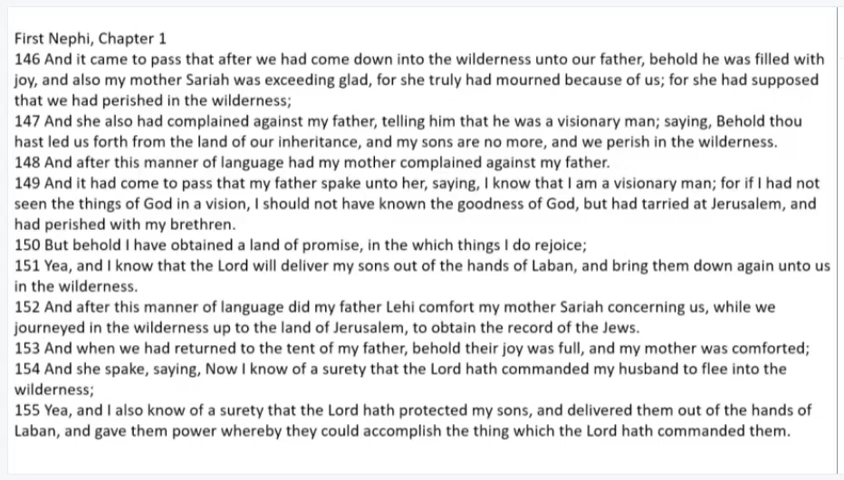 First Nephi, Chapter 1
146 And it came to pass that after we had come down into the wilderness unto our father, behold he was filled with
joy, and also my mother Sariah was exceeding glad, for she truly had mourned because of us; for she had supposed
that we had perished in the wilderness;
147 And she also had complained against my father, telling him that he was a visionary man; saying, Behold thou
hast led us forth from the land of our inheritance, and my sons are no more, and we perish in the wilderness.
148 And after this manner of language had my mother complained against my father.
149 And it had come to pass that my father spake unto her, saying, I know that I am a visionary man; for if I had not
seen the things of God in a vision, I should not have known the goodness of God, but had tarried at Jerusalem, and
had perished with my brethren.
150 But behold I have obtained a land of promise, in the which things I do rejoice;
151 Yea, and I know that the Lord will deliver my sons out of the hands of Laban, and bring them down again unto us
in the wilderness.
152 And after this manner of language did my father Lehi comfort my mother Sariah concerning us, while we
journeyed in the wilderness up to the land of Jerusalem, to obtain the record of the Jews.
153 And when we had returned to the tent of my father, behold their joy was full, and my mother was comforted;
154 And she spake, saying, Now I know of a surety that the Lord hath commanded my husband to flee into the
wilderness;
155 Yea, and I also know of a surety that the Lord hath protected my sons, and delivered them out of the hands of
Laban, and gave them power whereby they could accomplish the thing which the Lord hath commanded them.